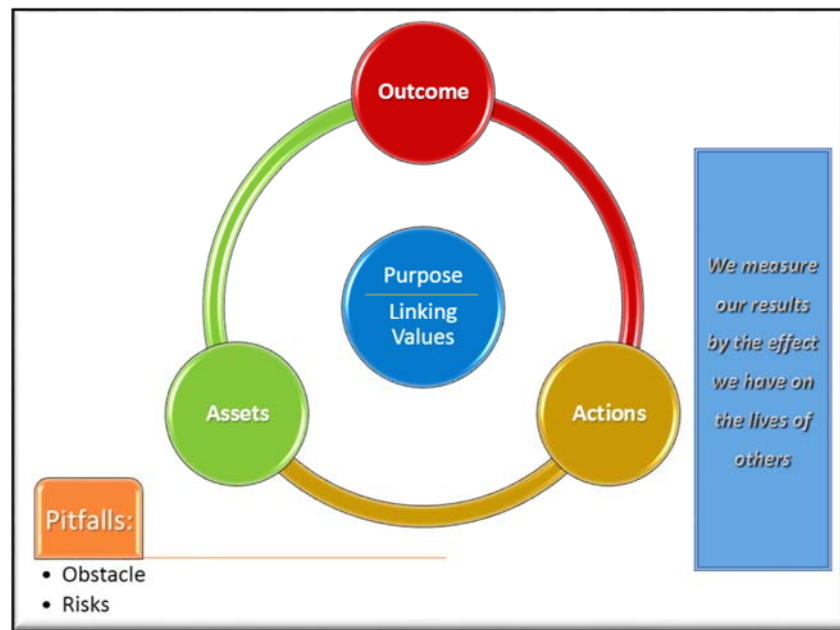 Outcome
Purpose
Linking
Values
Assets
Actions
We measure
our results
by the effect
we have on
the lives of
others
Pitfalls:
• Obstacle
• Risks